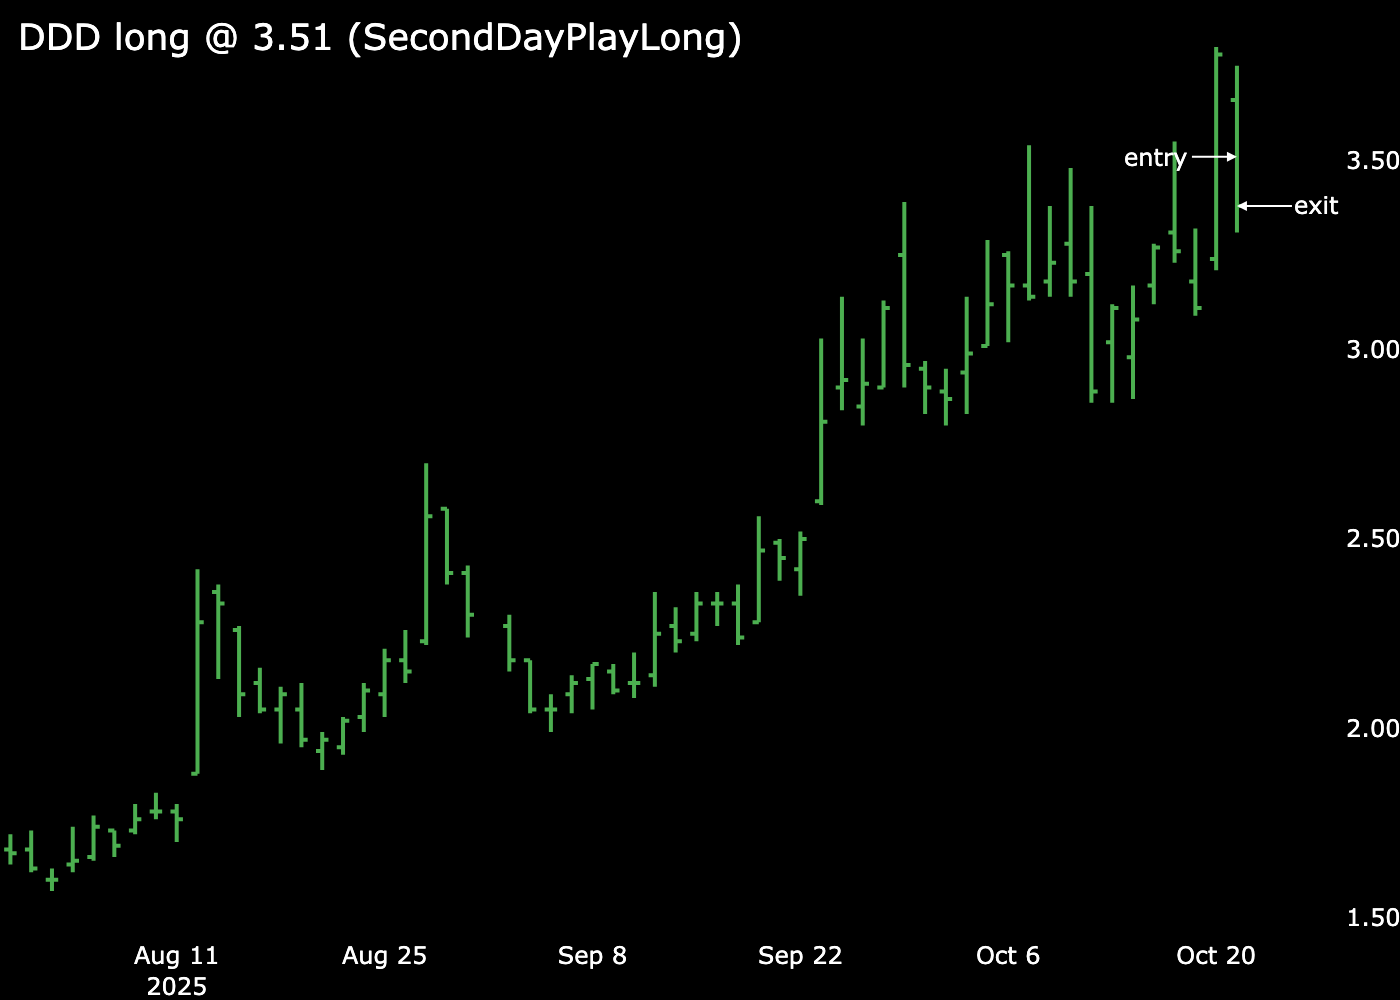 DDD long @ 3.51 (SecondDayPlayLong)
entry
exit
3.50
3.00
2.50
2.00
1.50
Aug 11
2025
Aug 25
Sep 8
Sep 22
Oct 6
Oct 20